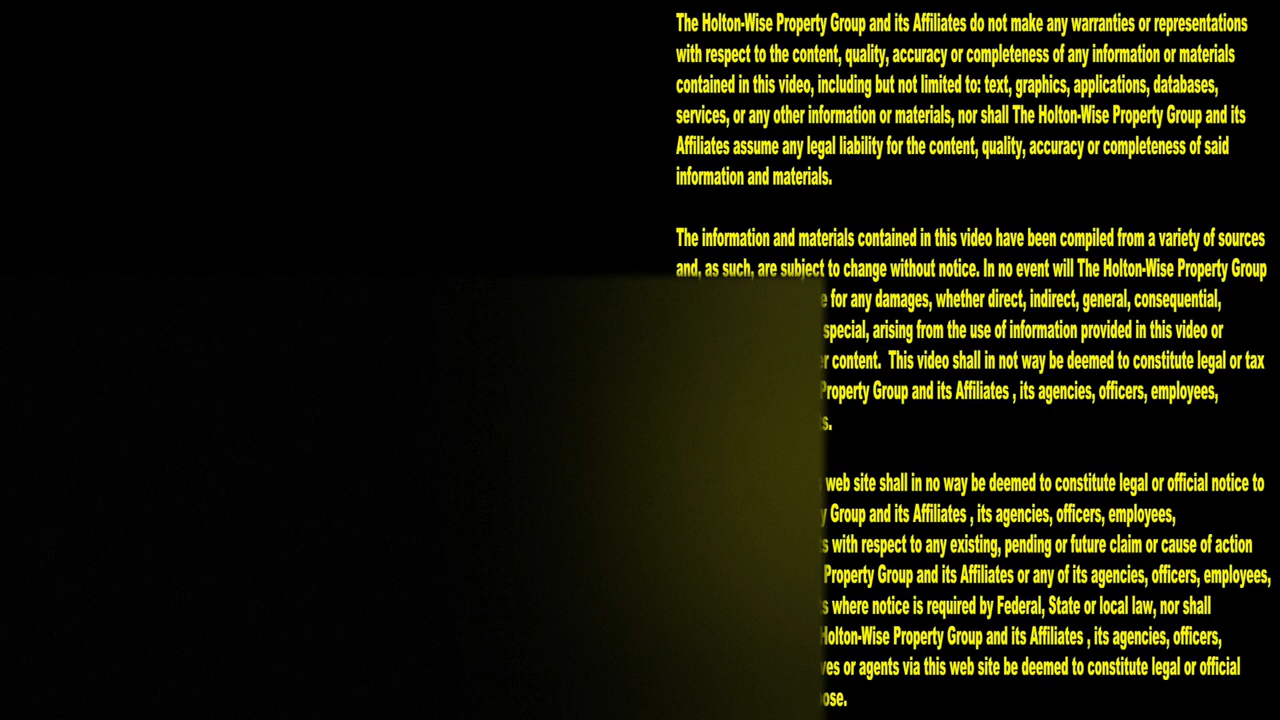 The Holton-Wise Property Group and its Affiliates do not make any warranties or representations
with respect to the content, quality, accuracy or completeness of any information or materials
contained in this video, including but not limited to: text, graphics, applications, databases,
services, or any other information or materials, nor shall The Holton-Wise Property Group and its
Affiliates assume any legal liability for the content, quality, accuracy or completeness of said
information and materials.
The information and materials contained in this video have been compiled from a variety of sources
and, as such, are subject to change without notice. In no event will The Holton-Wise Property Group
for any damages, whether direct, indirect, general, consequential,
special, arising from the use of information provided in this video or
content. This video shall in not way be deemed to constitute legal or tax
Property Group and its Affiliates , its agencies, officers, employees,
web site shall in no way be deemed to constitute legal or official notice to
Group and its Affiliates , its agencies, officers, employees,
with respect to any existing, pending or future claim or cause of action
Property Group and its Affiliates or any of its agencies, officers, employees,
where notice is required by Federal, State or local law, nor shall
Holton-Wise Property Group and its Affiliates , its agencies, officers,
or agents via this web site be deemed to constitute legal or official